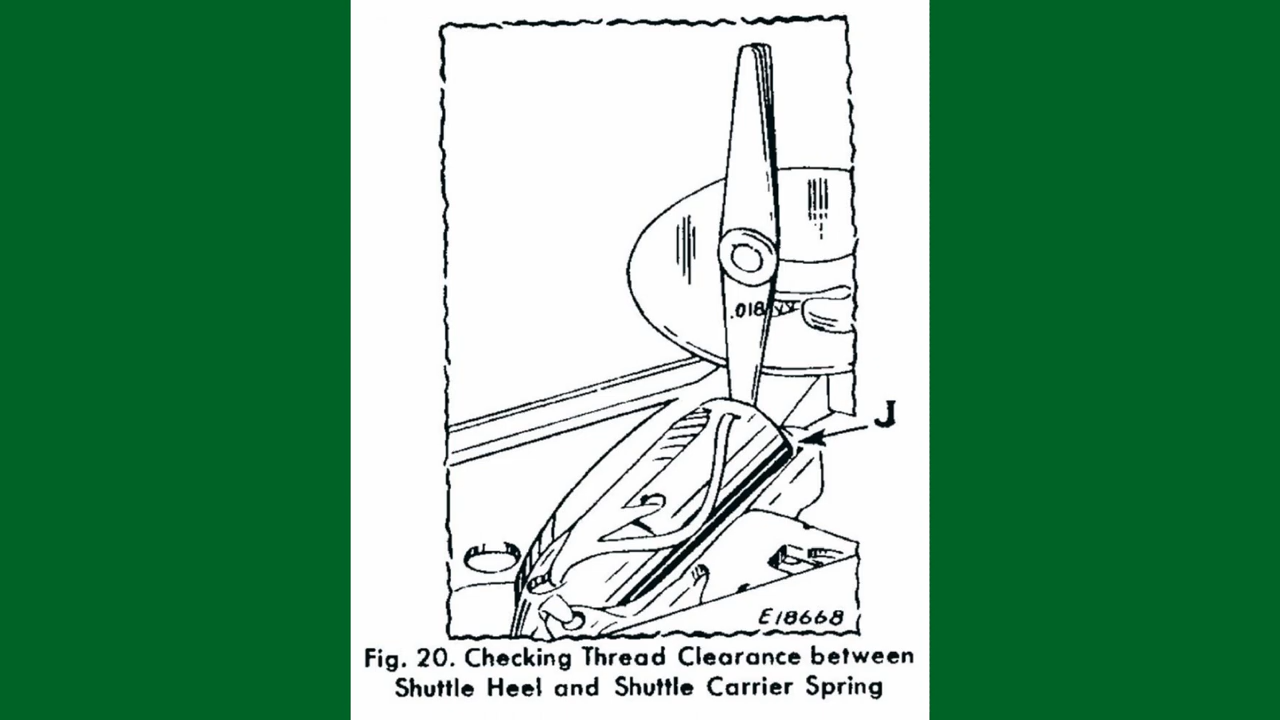 .018
J
E18668
Fig. 20. Checking Thread Clearance between
Shuttle Heel and Shuttle Carrier Spring